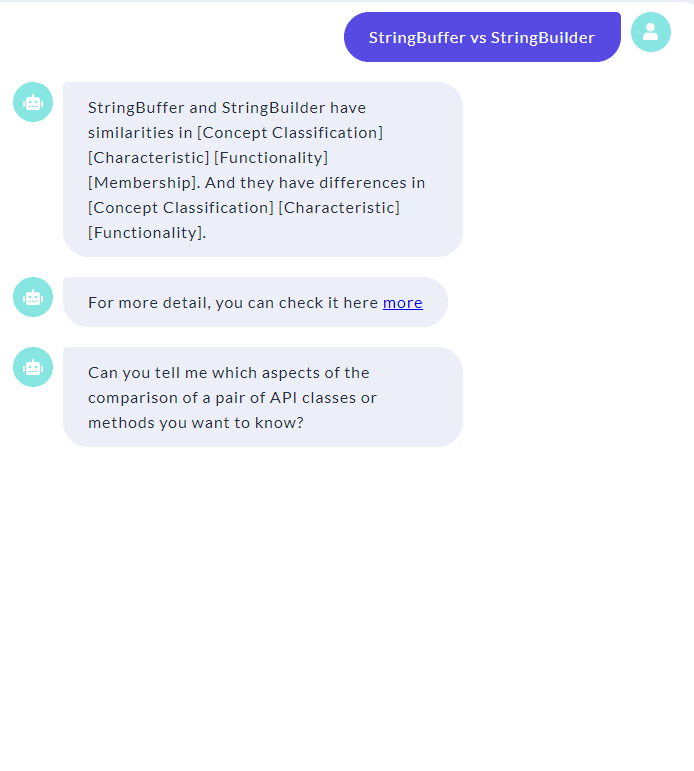 StringBuffer vs StringBuilder
StringBuffer and StringBuilder have
similarities in [Concept Classification]
[Characteristic] [Functionality]
[Membership]. And they have differences in
[Concept Classification] [Characteristic]
[Functionality].
For more detail, you can check it here more
Can you tell me which aspects of the
comparison of a pair of API classes or
methods you want to know?